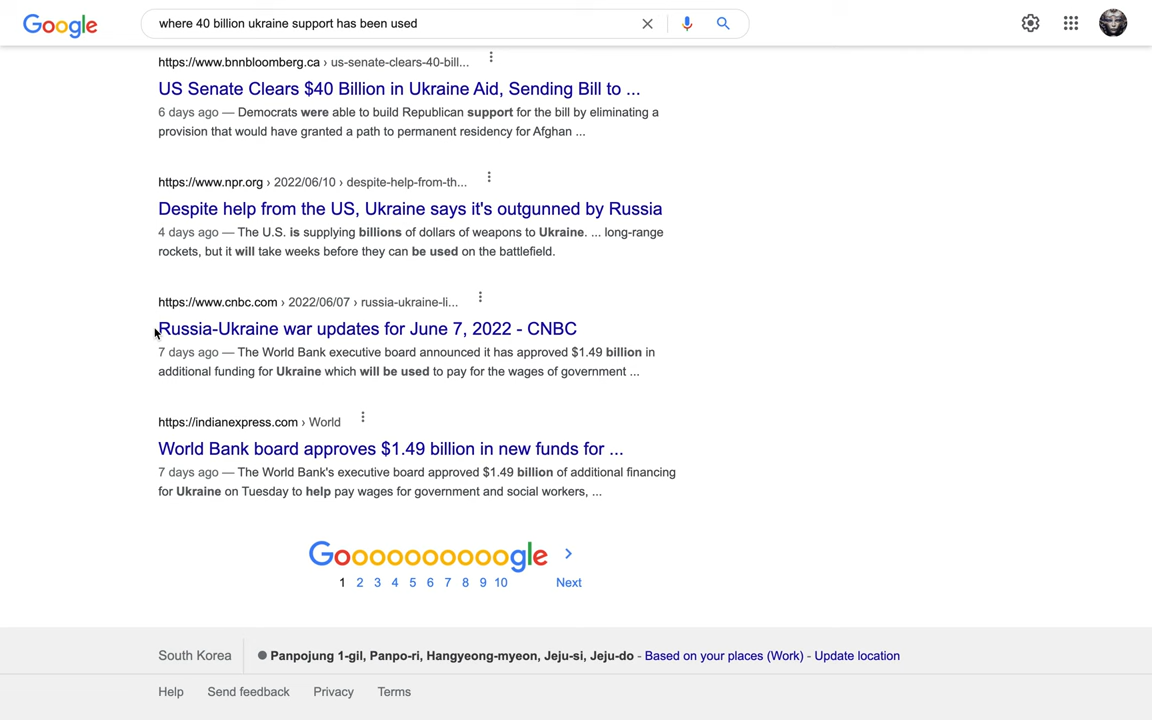 Google where 40 billion ukraine support has been used
https://www.bnnbloomberg.ca › us-senate-clears-40-bill...
US Senate Clears $40 Billion in Ukraine Aid, Sending Bill to ...
6 days ago — Democrats were able to build Republican support for the bill by eliminating a
provision that would have granted a path to permanent residency for Afghan ...
https://www.npr.org › 2022/06/10 › despite-help-from-th...
Despite help from the US, Ukraine says it's outgunned by Russia
4 days ago — The U.S. is supplying billions of dollars of weapons to Ukraine. ... long-range
rockets, but it will take weeks before they can be used on the battlefield.
https://www.cnbc.com › 2022/06/07 › russia-ukraine-li...
Russia-Ukraine war updates for June 7, 2022 - CNBC
7 days ago — The World Bank executive board announced it has approved $1.49 billion in
additional funding for Ukraine which will be used to pay for the wages of government ...
https://indianexpress.com › World
World Bank board approves $1.49 billion in new funds for ...
7 days ago — The World Bank's executive board approved $1.49 billion of additional financing
for Ukraine on Tuesday to help pay wages for government and social workers, ...
Goooooooooogle >
1 2 3 4 5 6 7 8 9 10 Next
South Korea Panpojung 1-gil, Panpo-ri, Hangyeong-myeon, Jeju-si, Jeju-do - Based on your places (Work) - Update location
Help Send feedback Privacy Terms